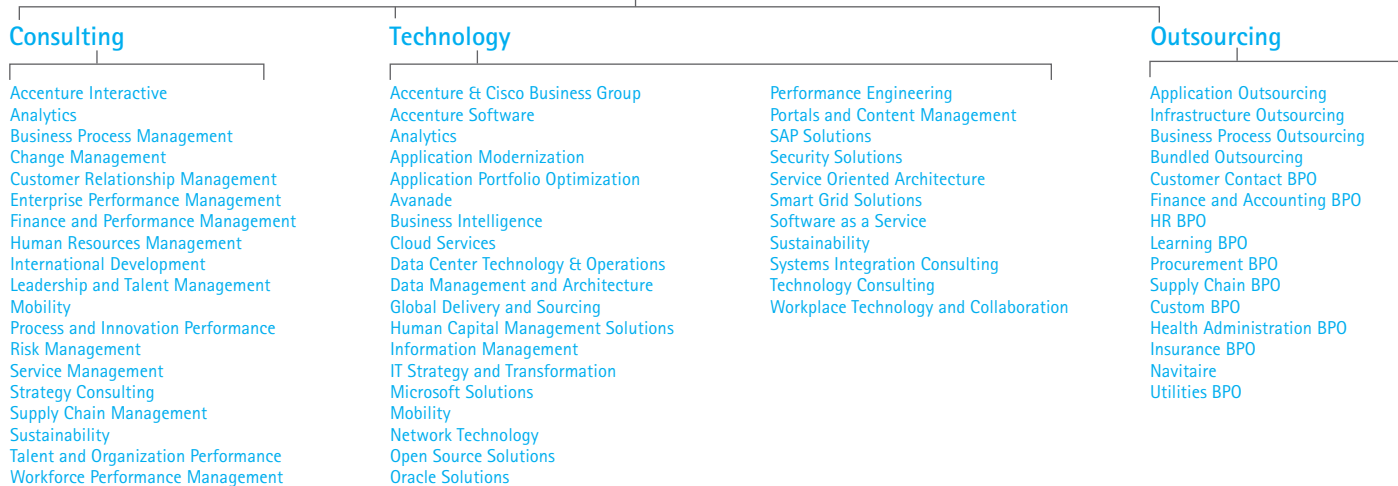 Consulting
Accenture Interactive
Analytics
Business Process Management
Change Management
Customer Relationship Management
Enterprise Performance Management
Finance and Performance Management
Human Resources Management
International Development
Leadership and Talent Management
Mobility
Process and Innovation Performance
Risk Management
Service Management
Strategy Consulting
Supply Chain Management
Sustainability
Talent and Organization Performance
Workforce Performance Management
Technology
Accenture & Cisco Business Group
Accenture Software
Analytics
Application Modernization
Application Portfolio Optimization
Avanade
Business Intelligence
Cloud Services
Data Center Technology & Operations
Data Management and Architecture
Global Delivery and Sourcing
Human Capital Management Solutions
Information Management
IT Strategy and Transformation
Microsoft Solutions
Mobility
Network Technology
Open Source Solutions
Oracle Solutions
Performance Engineering
Portals and Content Management
SAP Solutions
Security Solutions
Service Oriented Architecture
Smart Grid Solutions
Software as a Service
Sustainability
Systems Integration Consulting
Technology Consulting
Workplace Technology and Collaboration
Outsourcing
Application Outsourcing
Infrastructure Outsourcing
Business Process Outsourcing
Bundled Outsourcing
Customer Contact BPO
Finance and Accounting BPO
HR BPO
Learning BPO
Procurement BPO
Supply Chain BPO
Custom BPO
Health Administration BPO
Insurance BPO
Navitaire
Utilities BPO